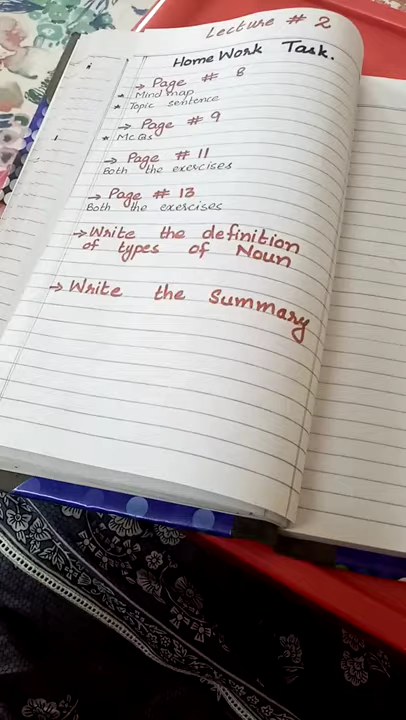 Lecture # 2
Home Work Task.
→ Page # 8
* Mind map
* Topic sentence
→ Page # 9
* McQs
→ Page # 11
Both the exercises
→ Page # 13
Both the exercises
→ Write the definition
of types of Noun
→ Write the Summary